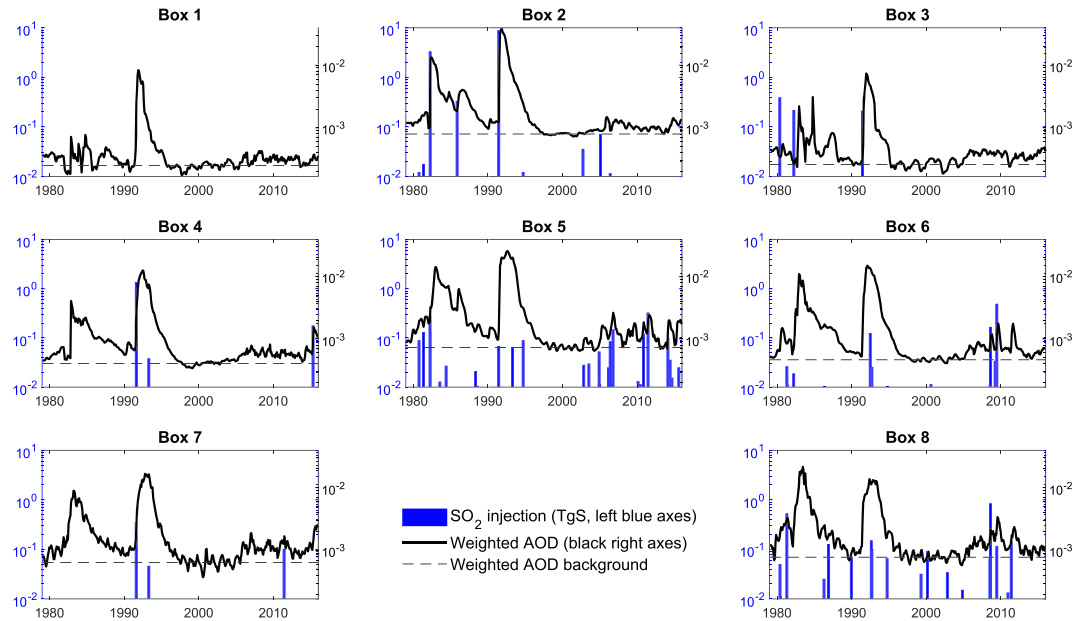 Box 1
Box 2
Box 3
10^1
10^0
10^-1
10^-2
10^-2
10^-3
1980 1990 2000 2010
10^1
10^0
10^-1
10^-2
10^-2
10^-3
1980 1990 2000 2010
10^1
10^0
10^-1
10^-2
10^-2
10^-3
1980 1990 2000 2010
Box 4
Box 5
Box 6
10^1
10^0
10^-1
10^-2
10^-2
10^-3
1980 1990 2000 2010
10^1
10^0
10^-1
10^-2
10^-2
10^-3
1980 1990 2000 2010
10^1
10^0
10^-1
10^-2
10^-2
10^-3
1980 1990 2000 2010
Box 7
Box 8
10^1
10^0
10^-1
10^-2
10^-2
10^-3
1980 1990 2000 2010
SO2 injection (TgS, left blue axes)
Weighted AOD (black right axes)
Weighted AOD background
10^1
10^0
10^-1
10^-2
10^-2
10^-3
1980 1990 2000 2010